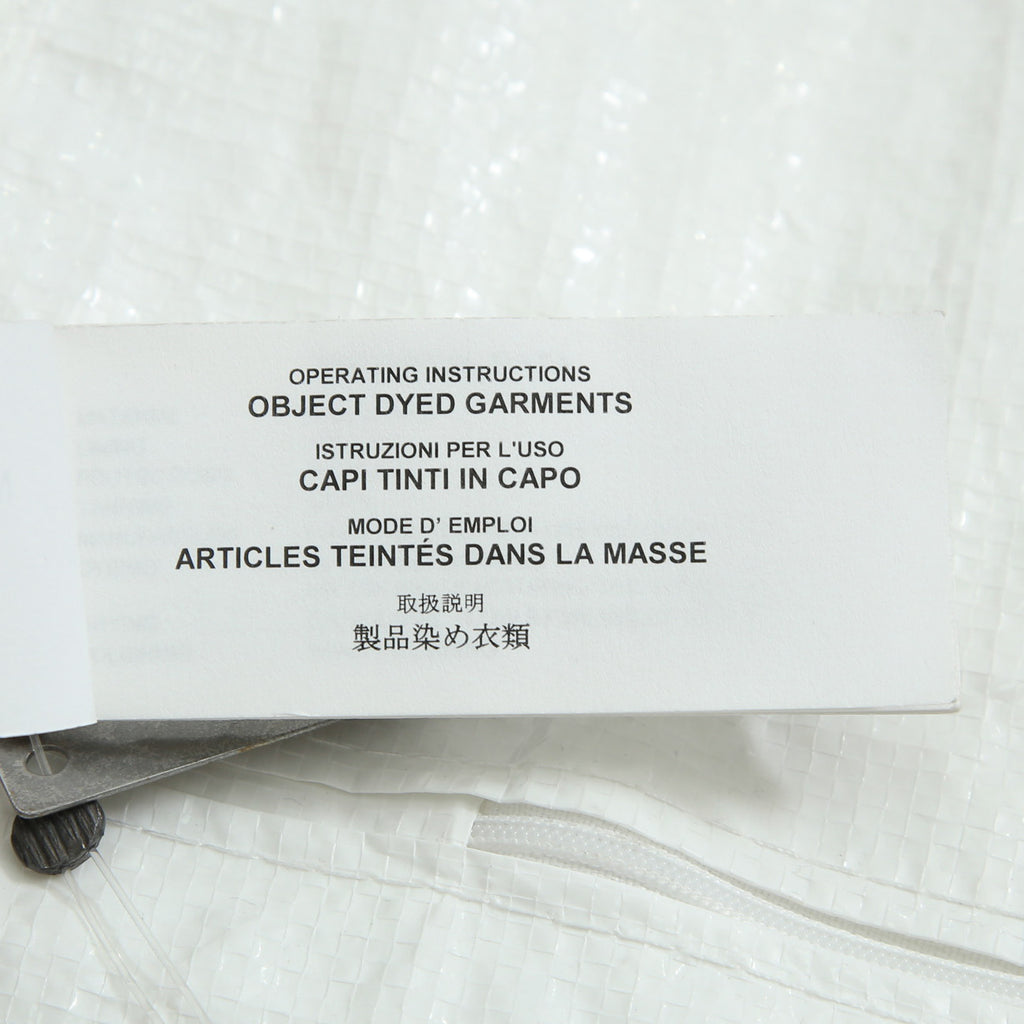 OPERATING INSTRUCTIONS
OBJECT DYED GARMENTS
ISTRUZIONI PER L'USO
CAPI TINTI IN CAPO
MODE D’ EMPLOI
ARTICLES TEINTÉS DANS LA MASSE
取扱説明
製品染め衣類